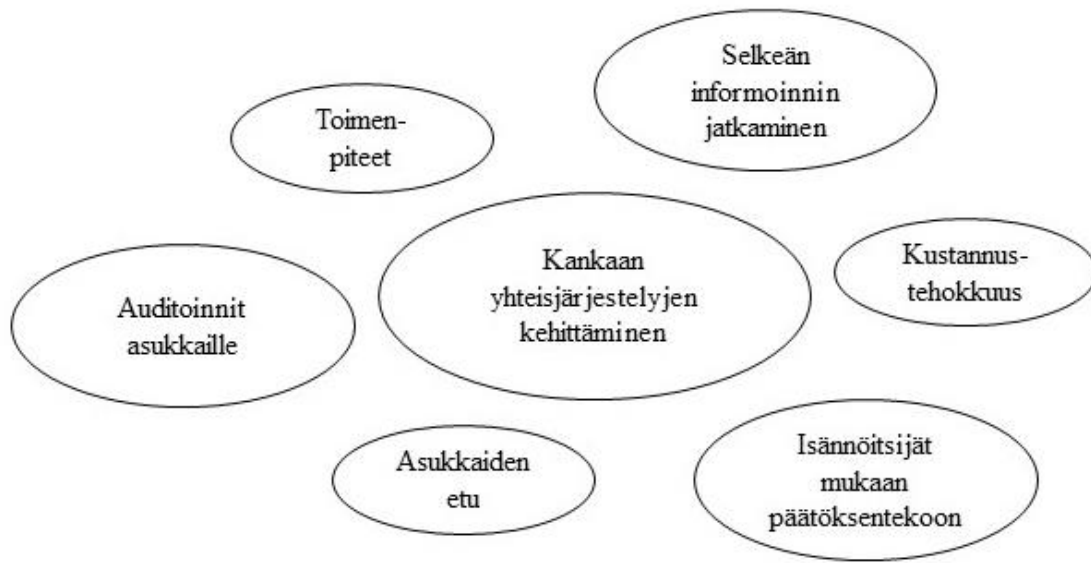 Selkeän
informoinnin
jatkaminen
Toimen-
piteet
Kankaan
yhteisjärjestelyjen
kehittäminen
Kustannus-
tehokkuus
Auditoinnit
asukkaille
Asukkaiden
etu
Isännöitsijät
mukaan
päätöksentekoon